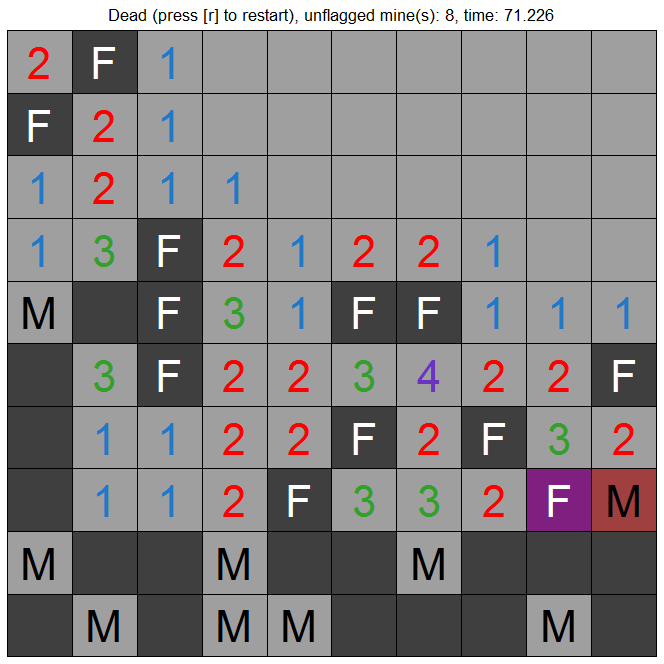 Dead (press [r] to restart), unflagged mine(s): 8, time: 71.226
2 F 1
F 2 1
1 2 1 1
1 3 F 2 1 2 2 1
M F 3 1 F F 1 1 1
3 F 2 2 3 4 2 2 F
1 1 2 2 F 2 F 3 2
1 1 2 F 3 3 2 F M
M M M
M M M M